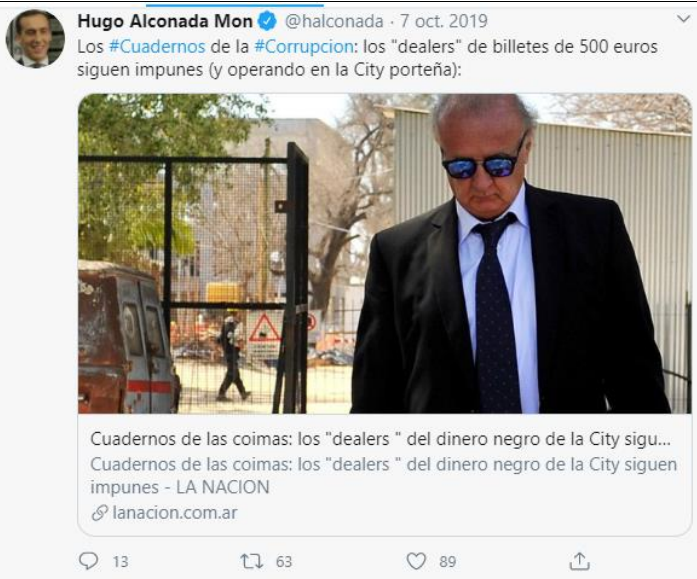 Hugo Alconada Mon @halconada · 7 oct. 2019
Los #Cuadernos de la #Corrupcion: los "dealers" de billetes de 500 euros
siguen impunes (y operando en la City porteña):
Cuadernos de las coimas: los "dealers " del dinero negro de la City sigu...
Cuadernos de las coimas: los "dealers " del dinero negro de la City siguen
impunes - LA NACION
lanacion.com.ar
13 63 89